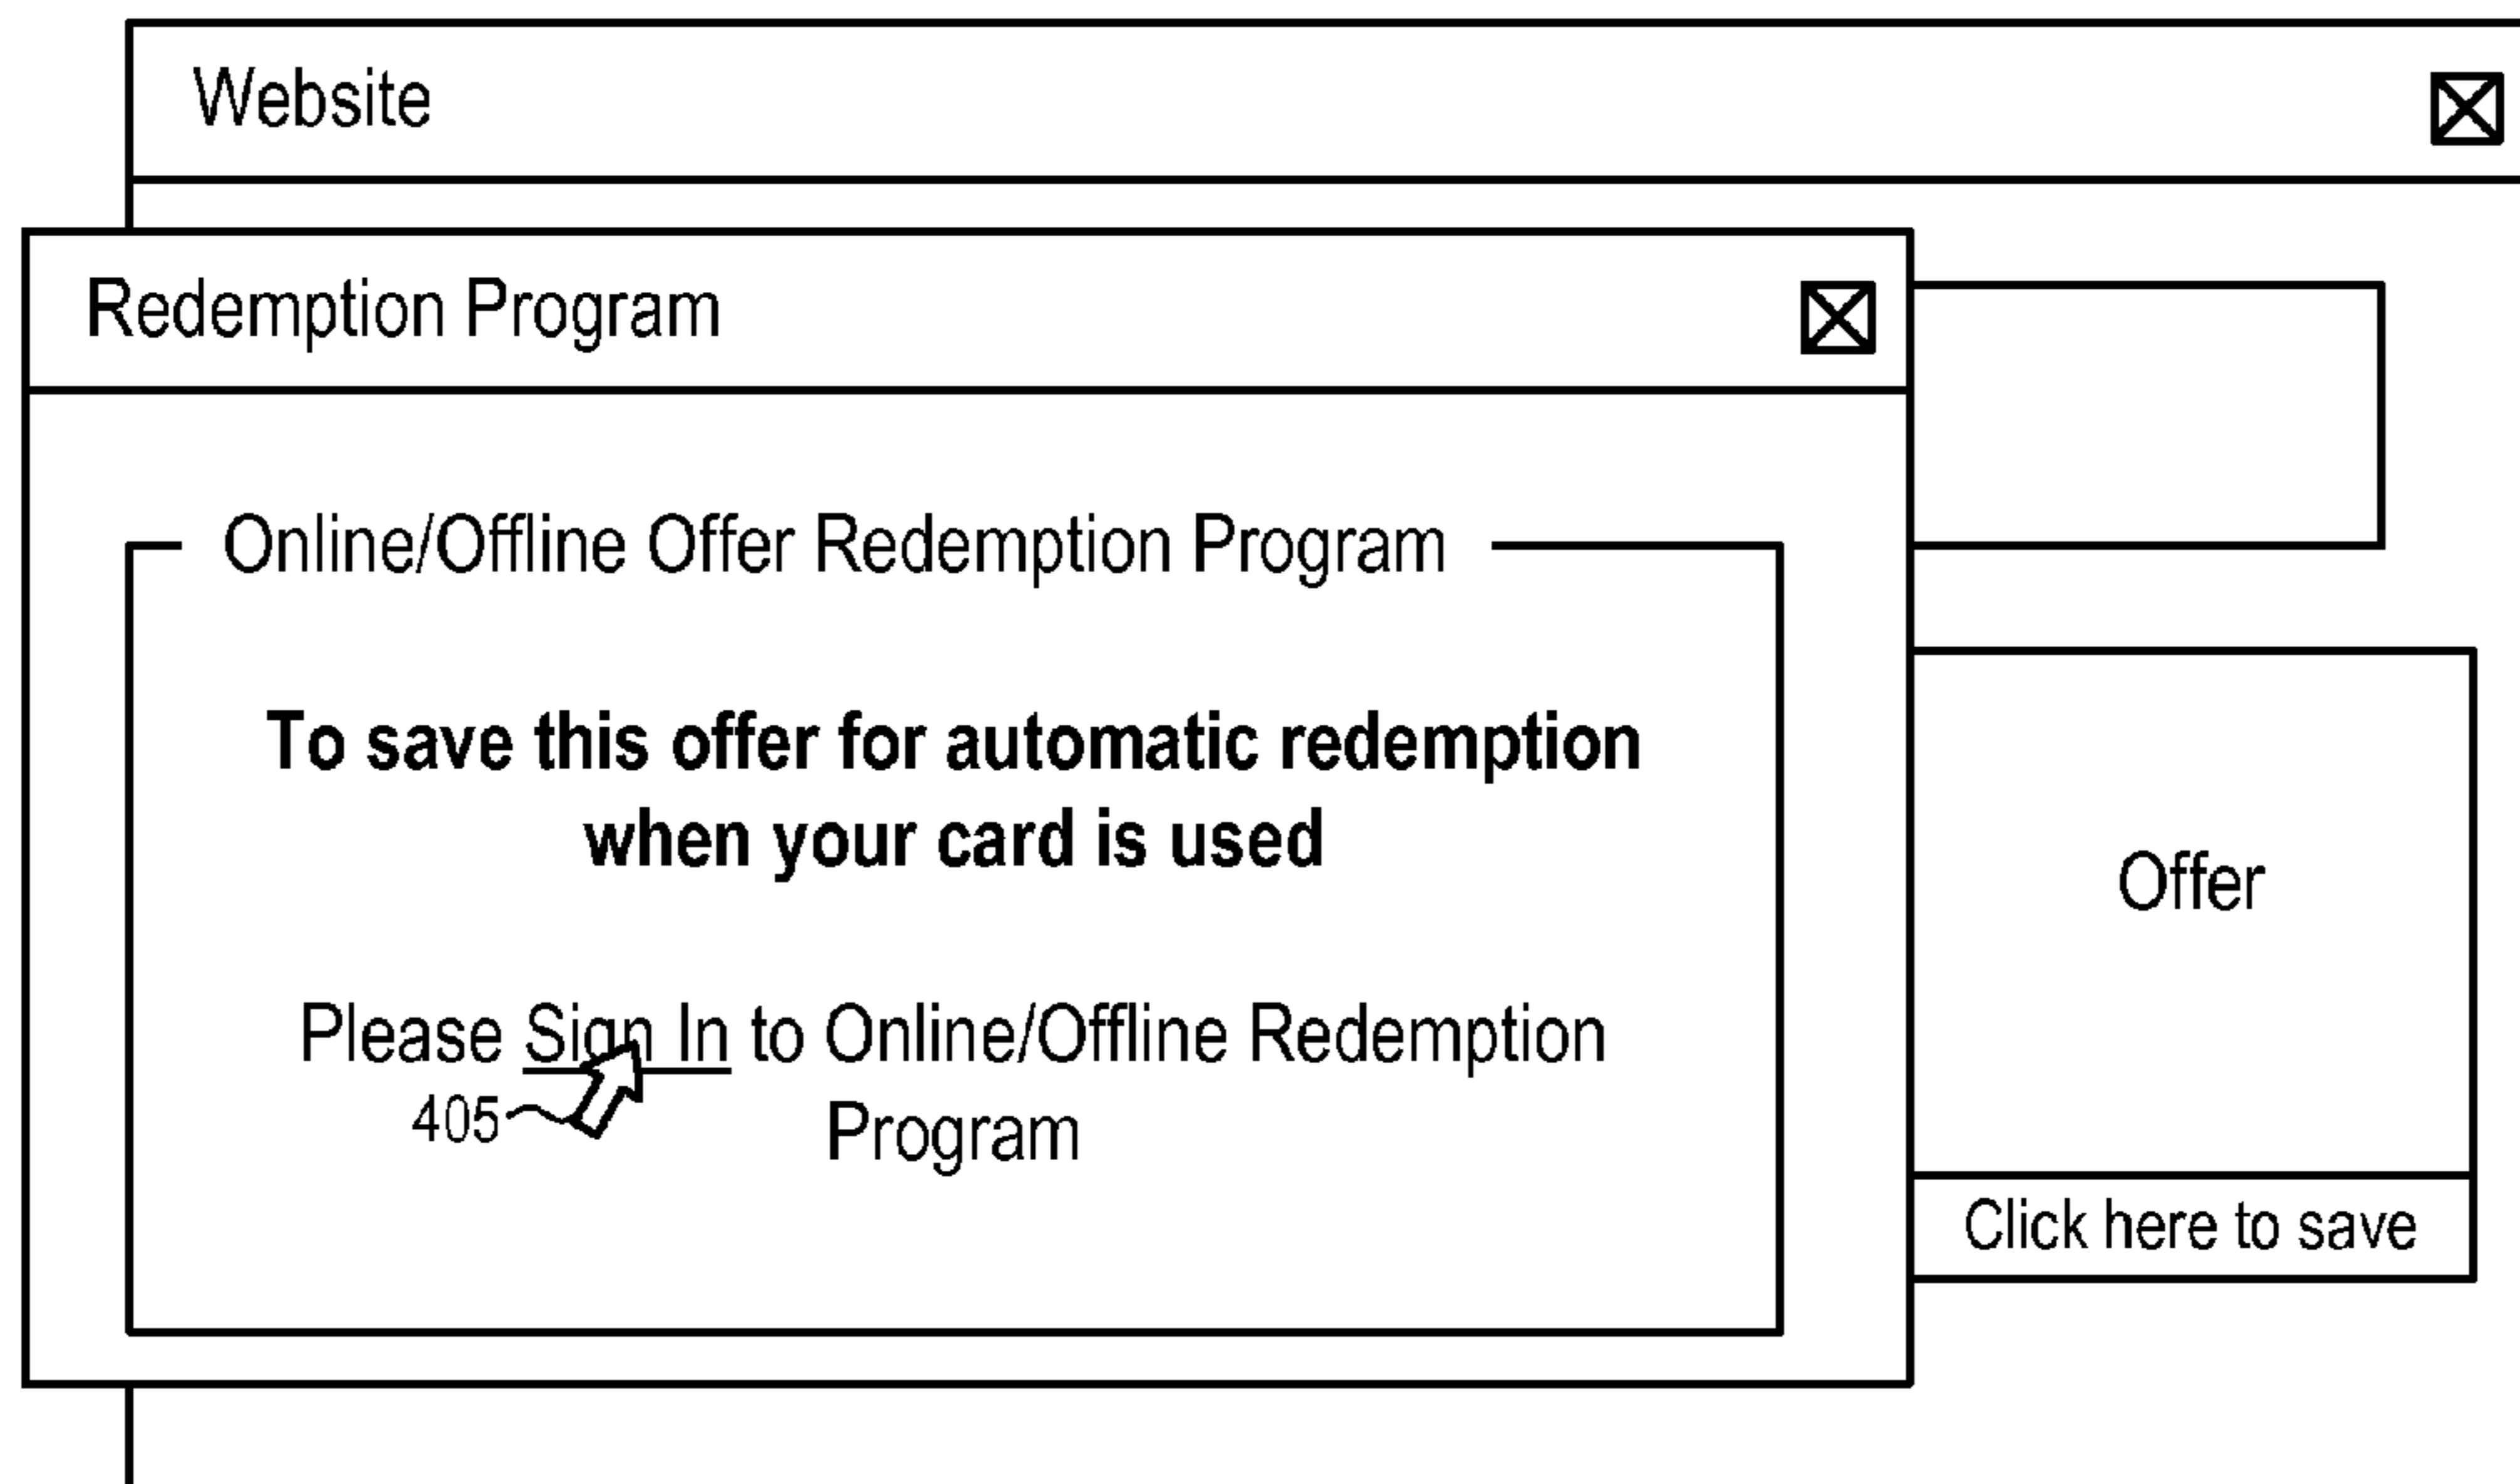 Website
Redemption Program
Online/Offline Offer Redemption Program
To save this offer for automatic redemption
when your card is used
Please Sign In to Online/Offline Redemption
405
Program
Offer
Click here to save